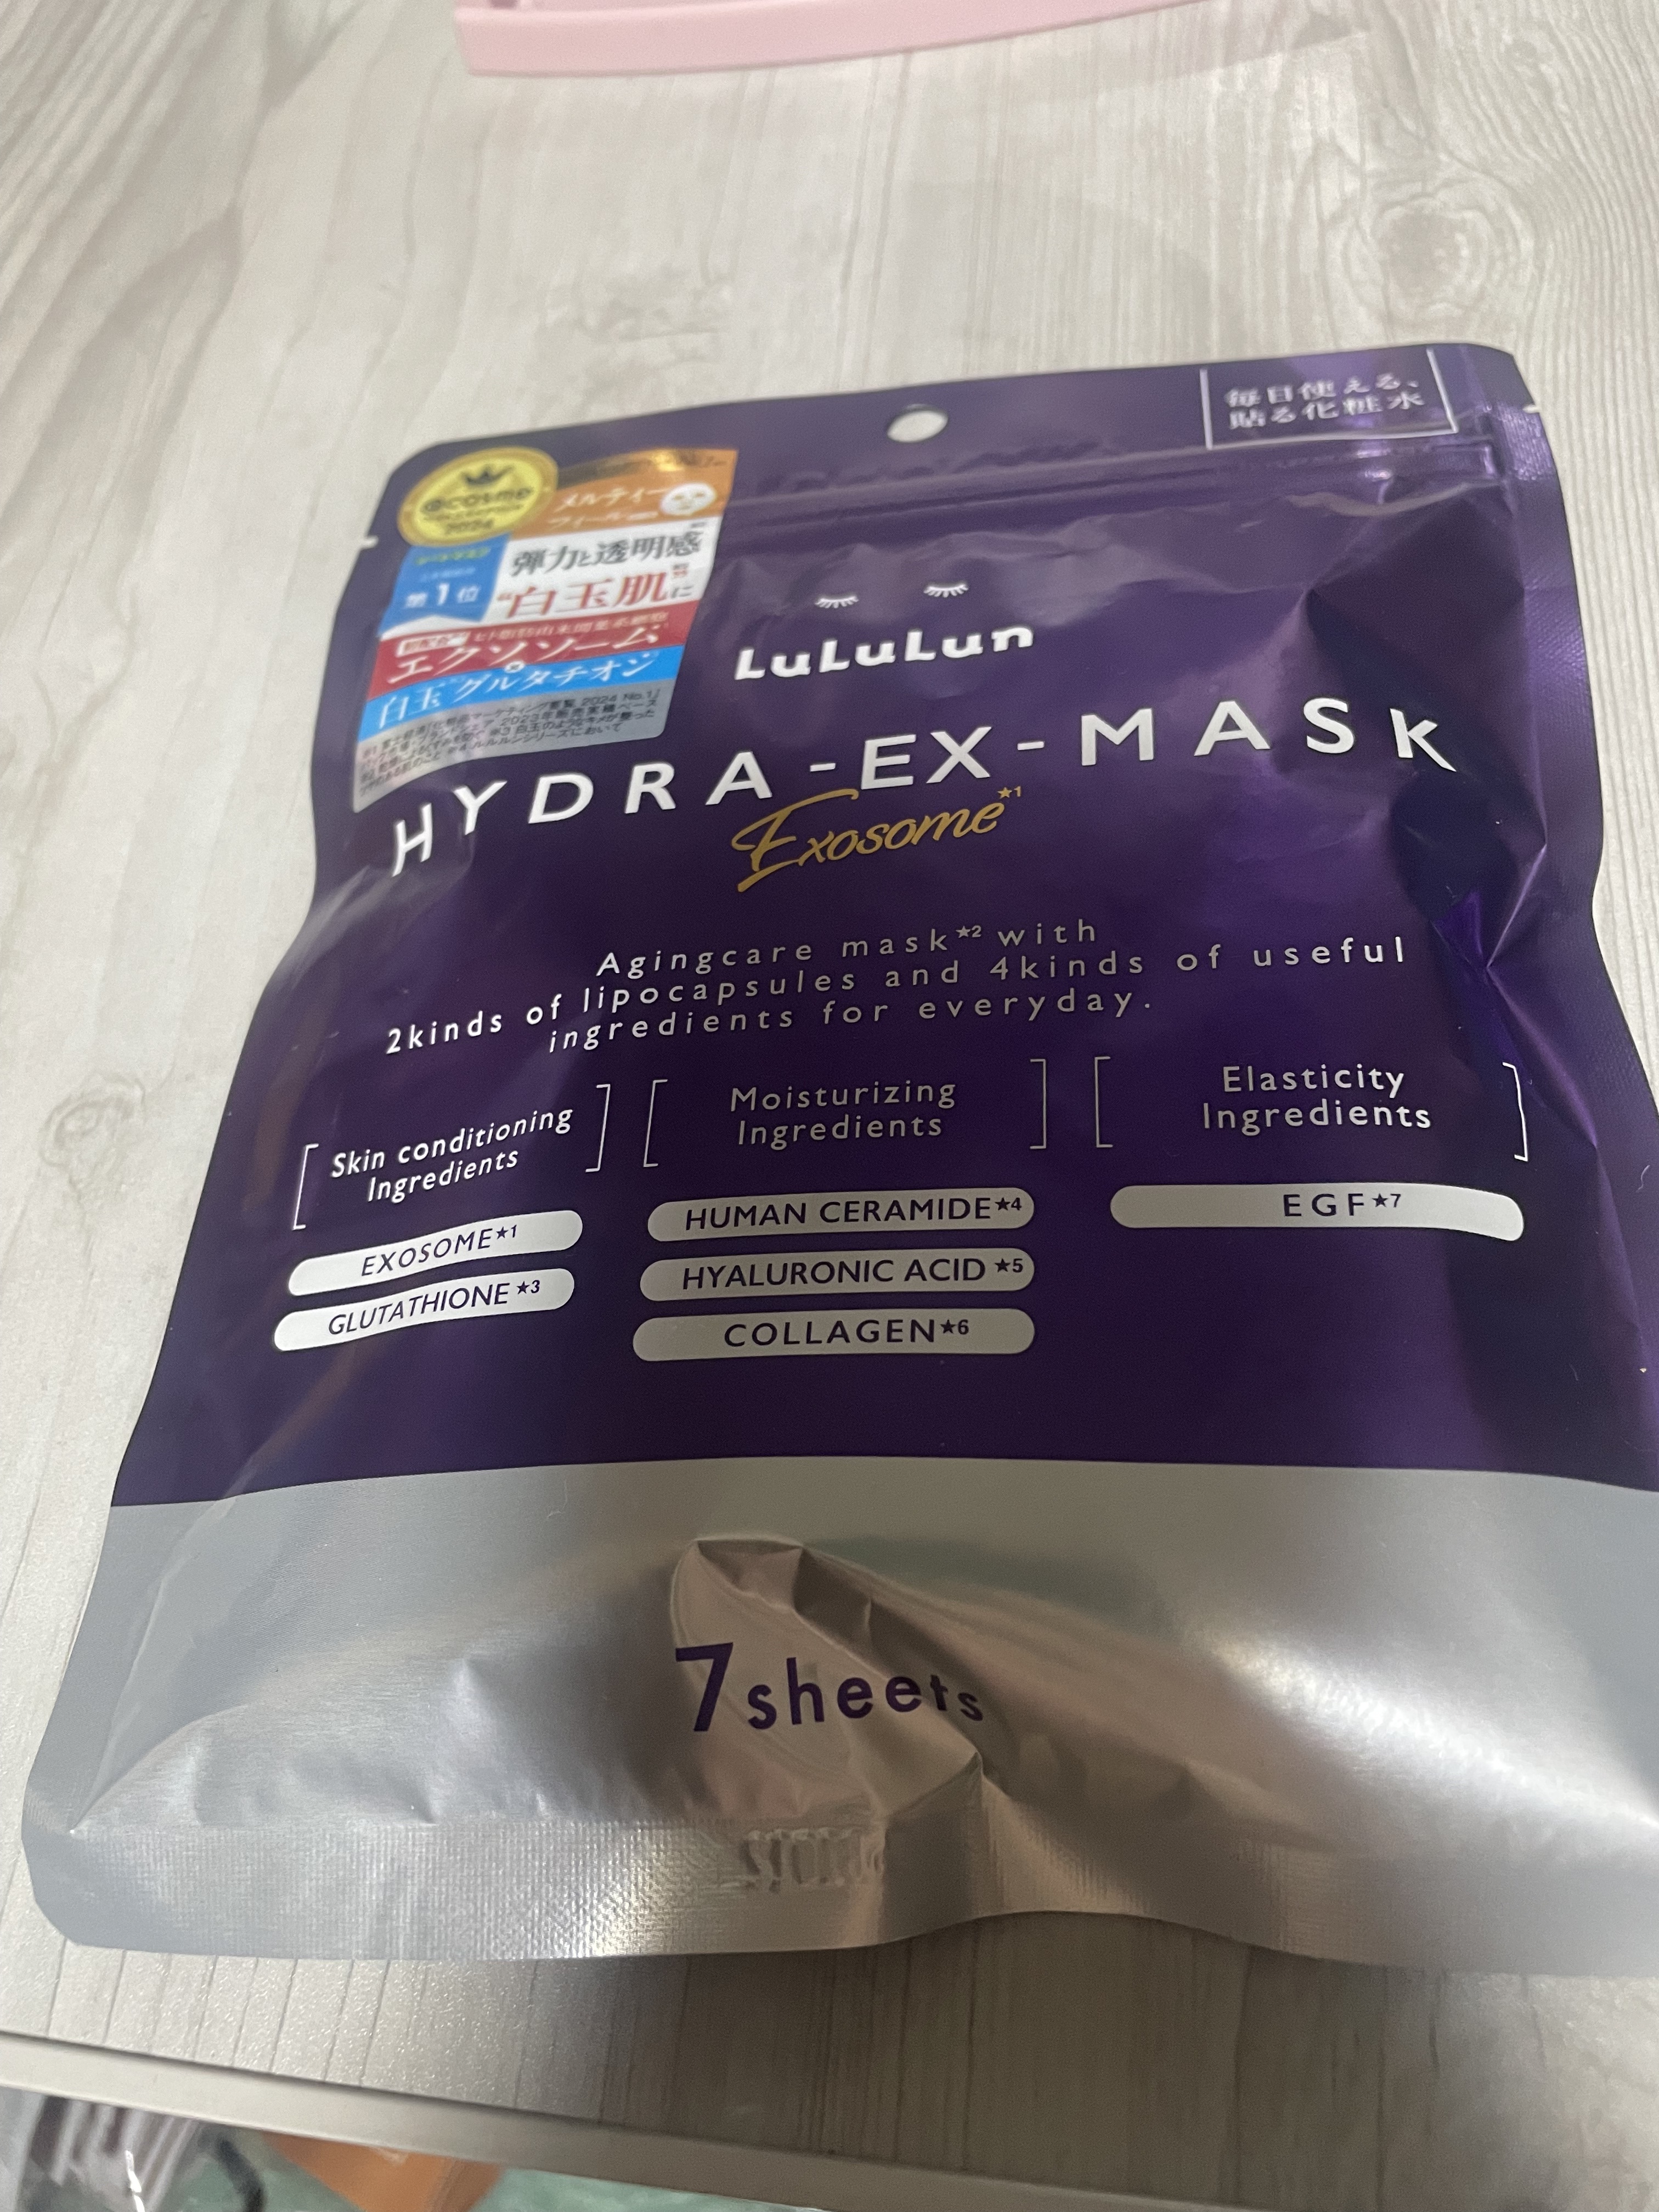 毎日使える、
貼る化粧水
@cosme
2024
メルティー
フィール
第1位
弾力と透明感
“白玉肌”に
エクソソーム
白玉グルタチオン
LuLuLun
HYDRA-EX-MASK
Exosome★1
Agingcare mask★2 with
2kinds of lipocapsules and 4kinds of useful
ingredients for everyday.
Skin conditioning
Ingredients
EXOSOME★1
GLUTATHIONE★3
Moisturizing
Ingredients
HUMAN CERAMIDE★4
HYALURONIC ACID★5
COLLAGEN★6
Elasticity
Ingredients
EGF★7
7sheets